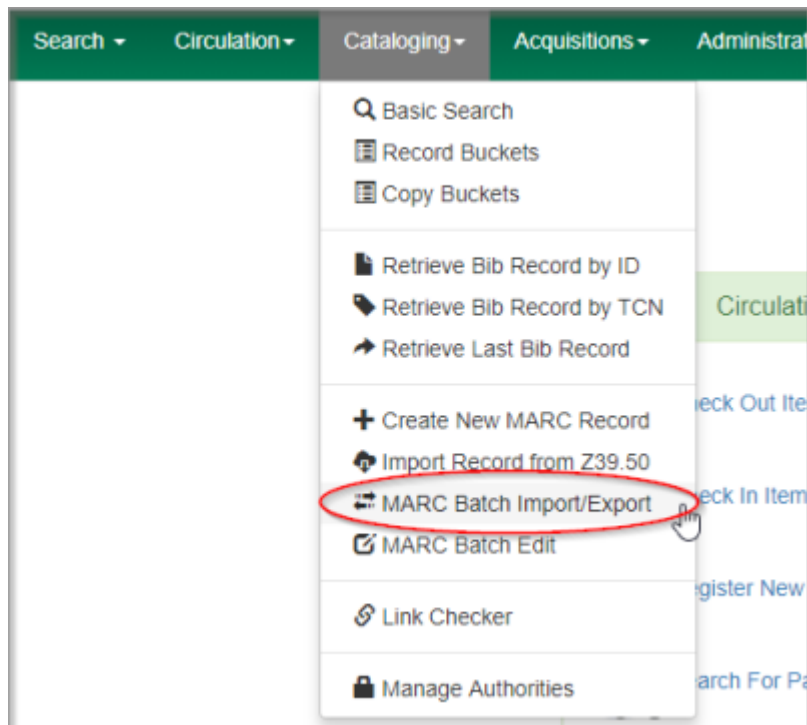 Search Circulation Cataloging Acquisitions Administrat
Basic Search
Record Buckets
Copy Buckets
Retrieve Bib Record by ID
Retrieve Bib Record by TCN
Circulati
Retrieve Last Bib Record
eck Out Ite
Create New MARC Record
Import Record from Z39.50
MARC Batch Import/Export
eck In Item
MARC Batch Edit
gister New
Link Checker
Manage Authorities
arch For Pa